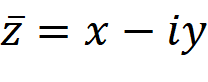 z̄ = x − iy